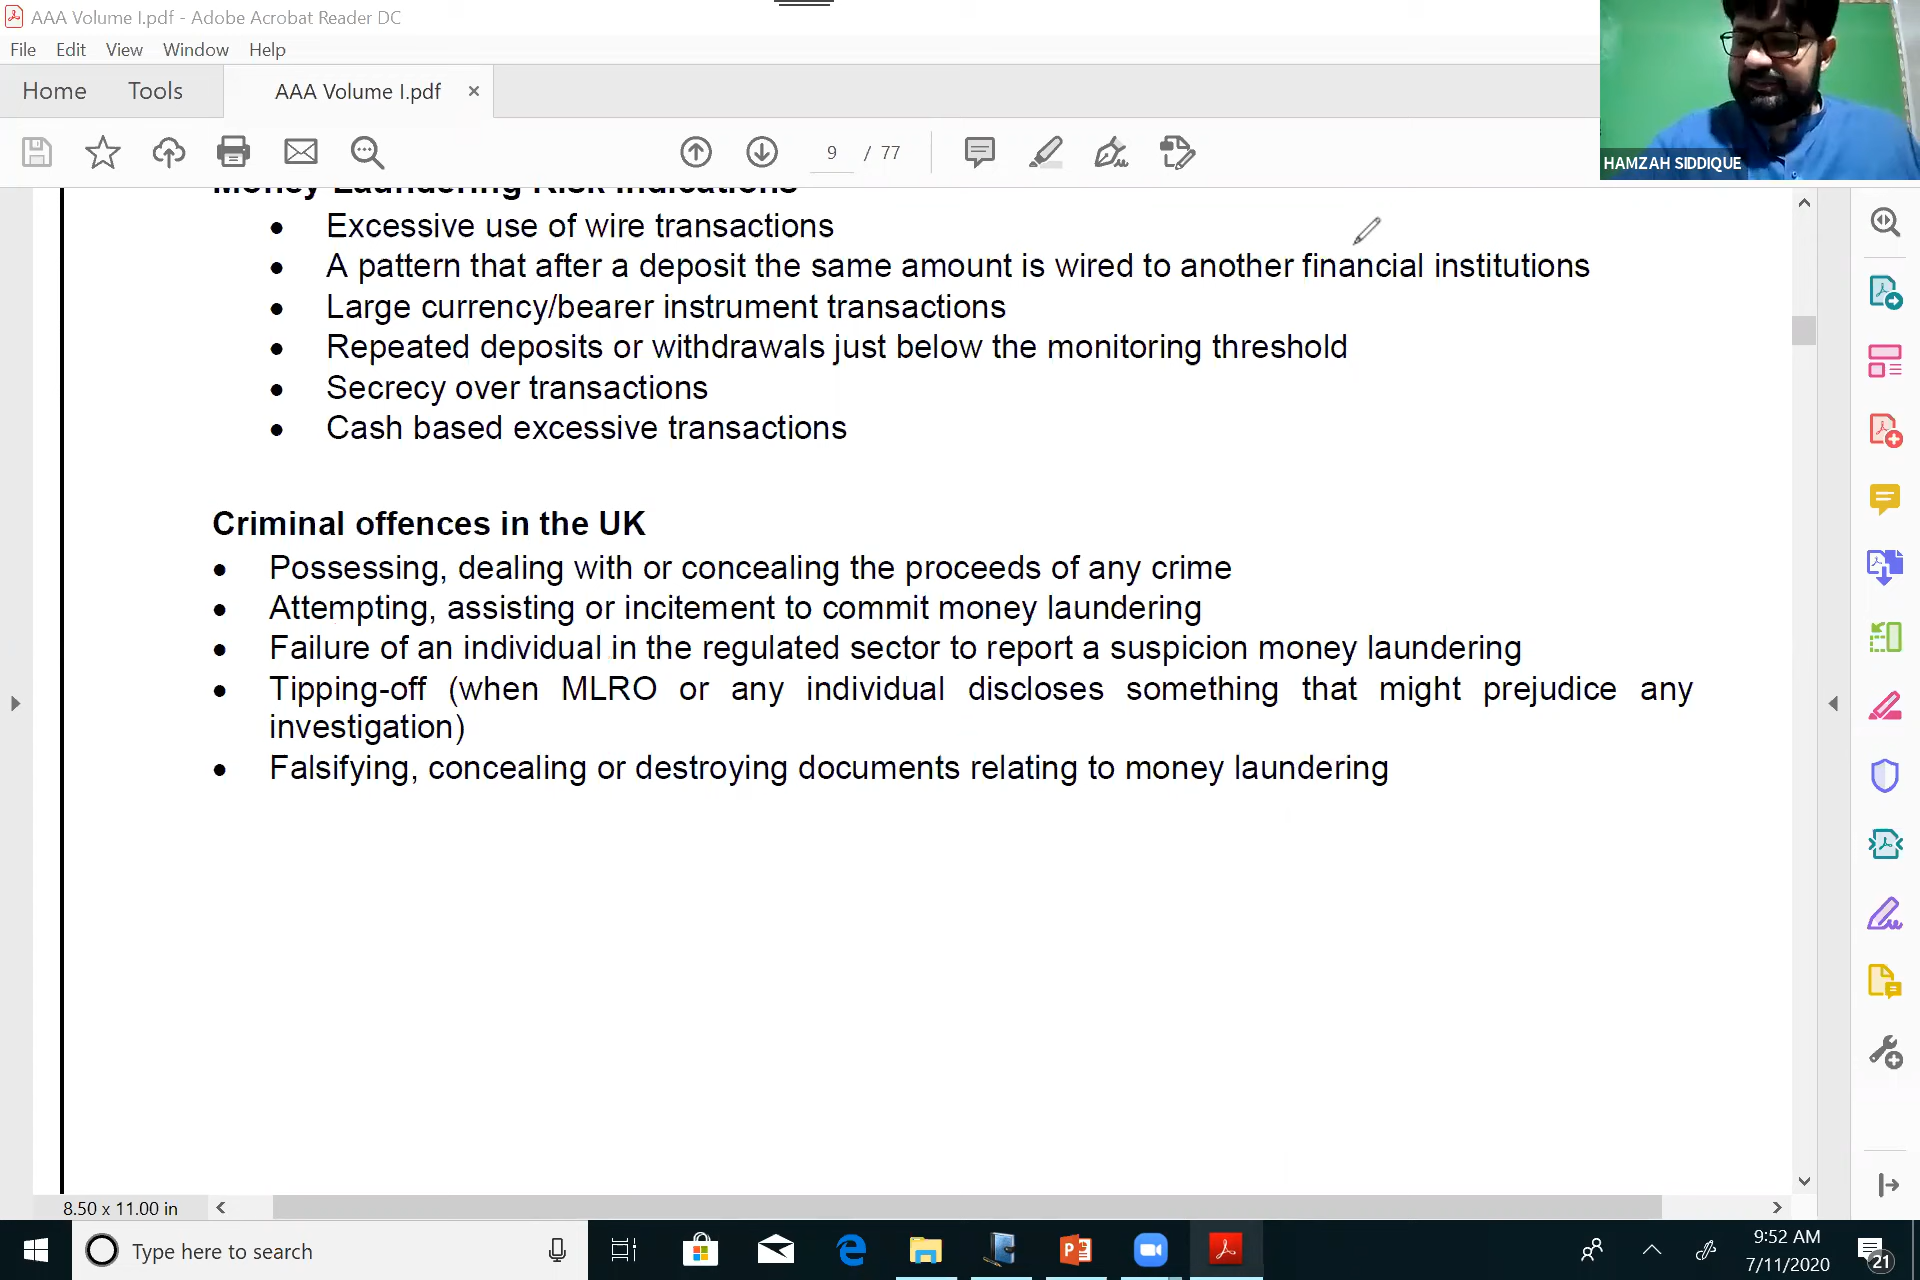 AAA Volume I.pdf - Adobe Acrobat Reader DC
File Edit View Window Help
Home Tools AAA Volume I.pdf ×
9 / 77
HAMZAH SIDDIQUE
Money Laundering Risk Indications
• Excessive use of wire transactions
• A pattern that after a deposit the same amount is wired to another financial institutions
• Large currency/bearer instrument transactions
• Repeated deposits or withdrawals just below the monitoring threshold
• Secrecy over transactions
• Cash based excessive transactions
Criminal offences in the UK
• Possessing, dealing with or concealing the proceeds of any crime
• Attempting, assisting or incitement to commit money laundering
• Failure of an individual in the regulated sector to report a suspicion money laundering
• Tipping-off (when MLRO or any individual discloses something that might prejudice any
investigation)
• Falsifying, concealing or destroying documents relating to money laundering
8.50 x 11.00 in
Type here to search
9:52 AM
7/11/2020
21